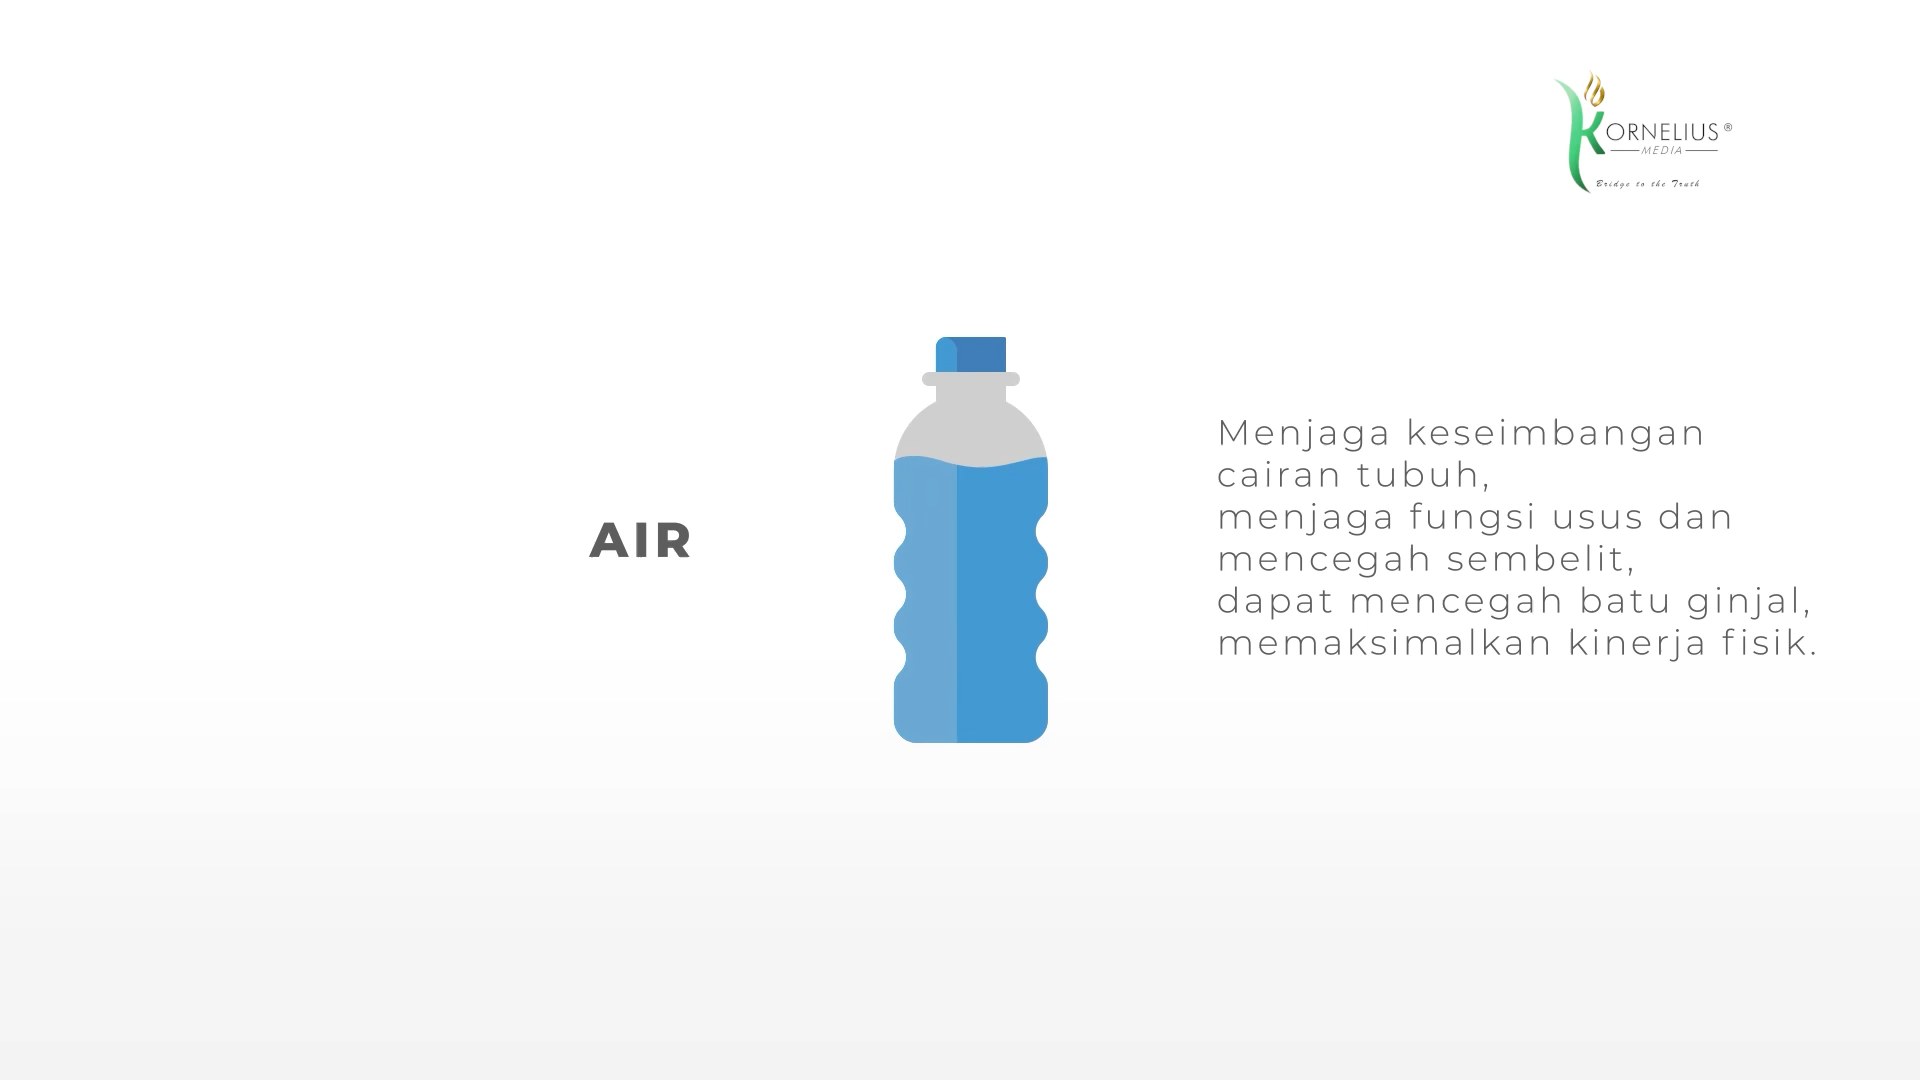 KORNELIUS ®
MEDIA
Bridge to the Truth
AIR
Menjaga keseimbangan
cairan tubuh,
menjaga fungsi usus dan
mencegah sembelit,
dapat mencegah batu ginjal,
memaksimalkan kinerja fisik.